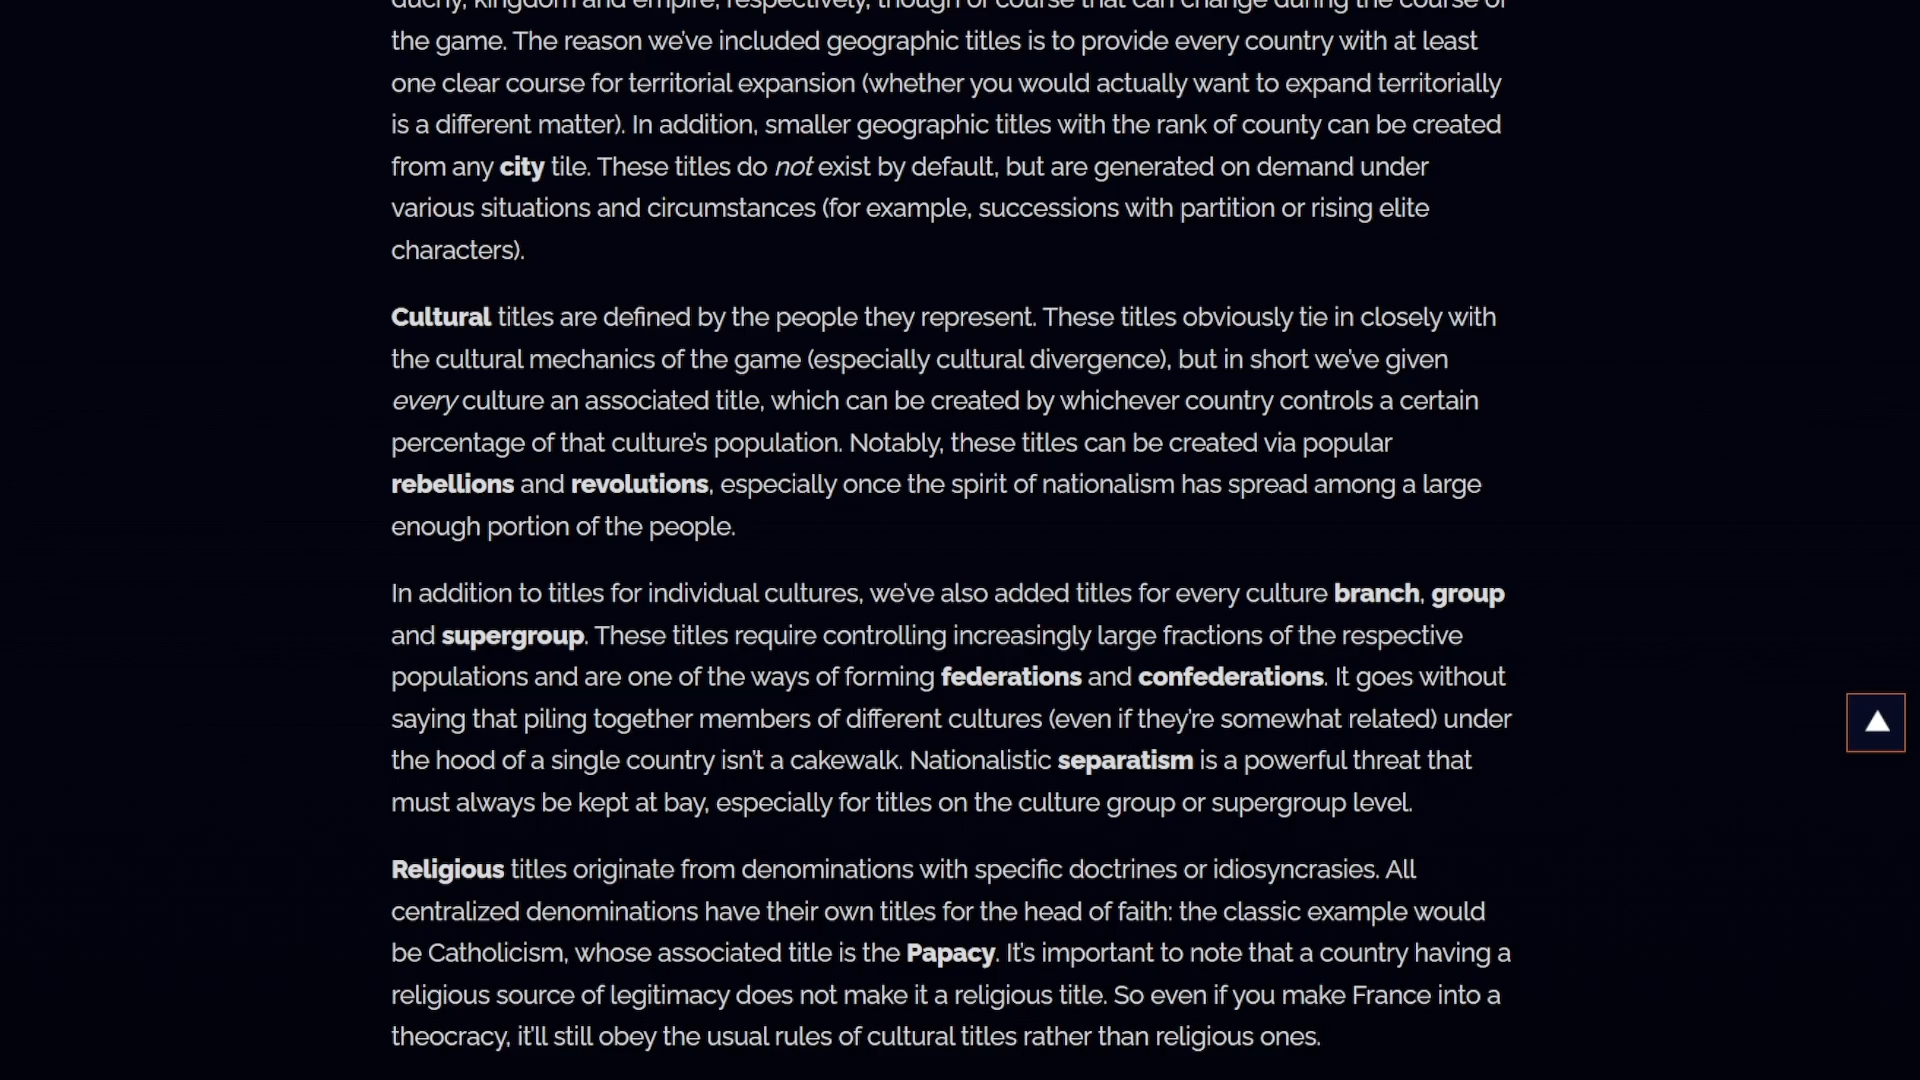 duchy, kingdom and empire, respectively, though of course that can change during the course of
the game. The reason we've included geographic titles is to provide every country with at least
one clear course for territorial expansion (whether you would actually want to expand territorially
is a different matter). In addition, smaller geographic titles with the rank of county can be created
from any city tile. These titles do not exist by default, but are generated on demand under
various situations and circumstances (for example, successions with partition or rising elite
characters).
Cultural titles are defined by the people they represent. These titles obviously tie in closely with
the cultural mechanics of the game (especially cultural divergence), but in short we've given
every culture an associated title, which can be created by whichever country controls a certain
percentage of that culture's population. Notably, these titles can be created via popular
rebellions and revolutions, especially once the spirit of nationalism has spread among a large
enough portion of the people.
In addition to titles for individual cultures, we've also added titles for every culture branch, group
and supergroup. These titles require controlling increasingly large fractions of the respective
populations and are one of the ways of forming federations and confederations. It goes without
saying that piling together members of different cultures (even if they're somewhat related) under
the hood of a single country isn't a cakewalk. Nationalistic separatism is a powerful threat that
must always be kept at bay, especially for titles on the culture group or supergroup level.
Religious titles originate from denominations with specific doctrines or idiosyncrasies. All
centralized denominations have their own titles for the head of faith: the classic example would
be Catholicism, whose associated title is the Papacy. It's important to note that a country having a
religious source of legitimacy does not make it a religious title. So even if you make France into a
theocracy, it'll still obey the usual rules of cultural titles rather than religious ones.